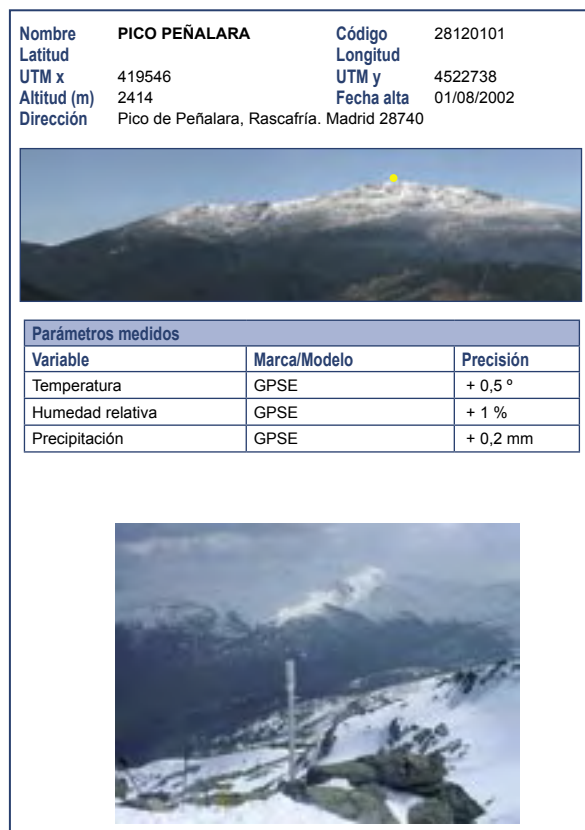 Nombre PICO PEÑALARA Código 28120101
Latitud Longitud
UTM x 419546 UTM y 4522738
Altitud (m) 2414 Fecha alta 01/08/2002
Dirección Pico de Peñalara, Rascafría. Madrid 28740
Parámetros medidos
Variable Marca/Modelo Precisión
Temperatura GPSE + 0,5 º
Humedad relativa GPSE + 1 %
Precipitación GPSE + 0,2 mm